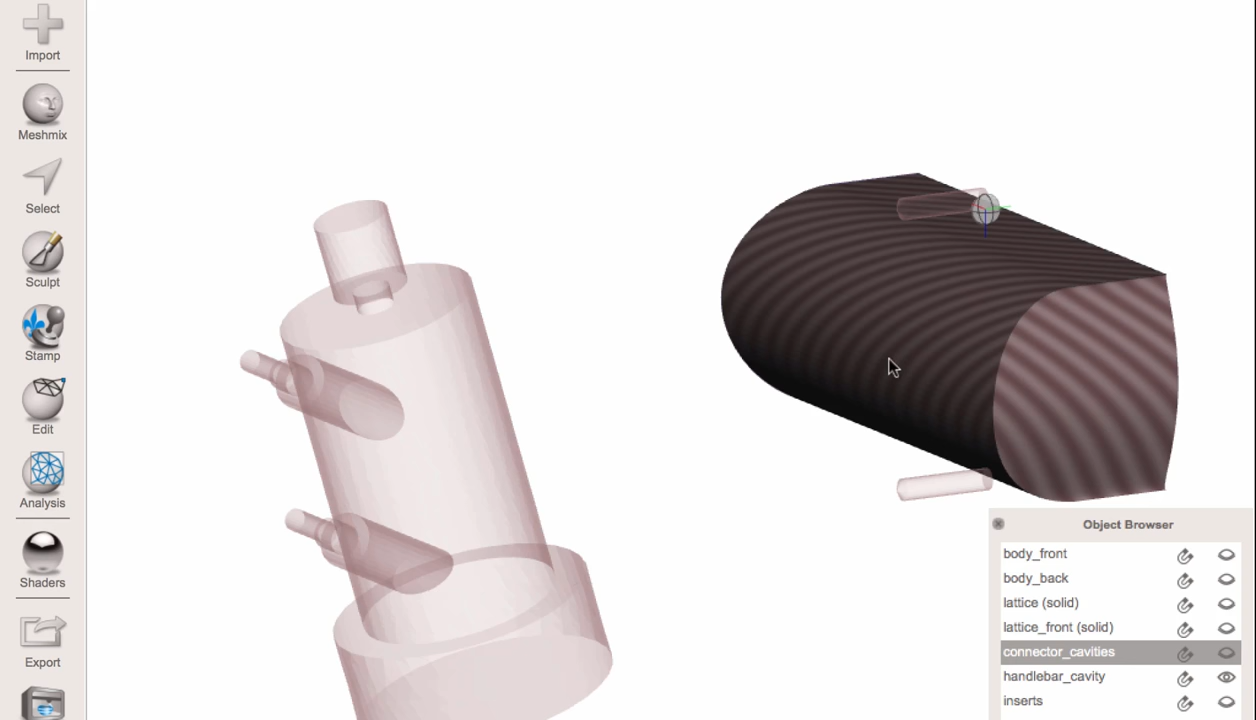 Import
Meshmix
Select
Sculpt
Stamp
Edit
Analysis
Shaders
Export
Object Browser
body_front
body_back
lattice (solid)
lattice_front (solid)
connector_cavities
handlebar_cavity
inserts